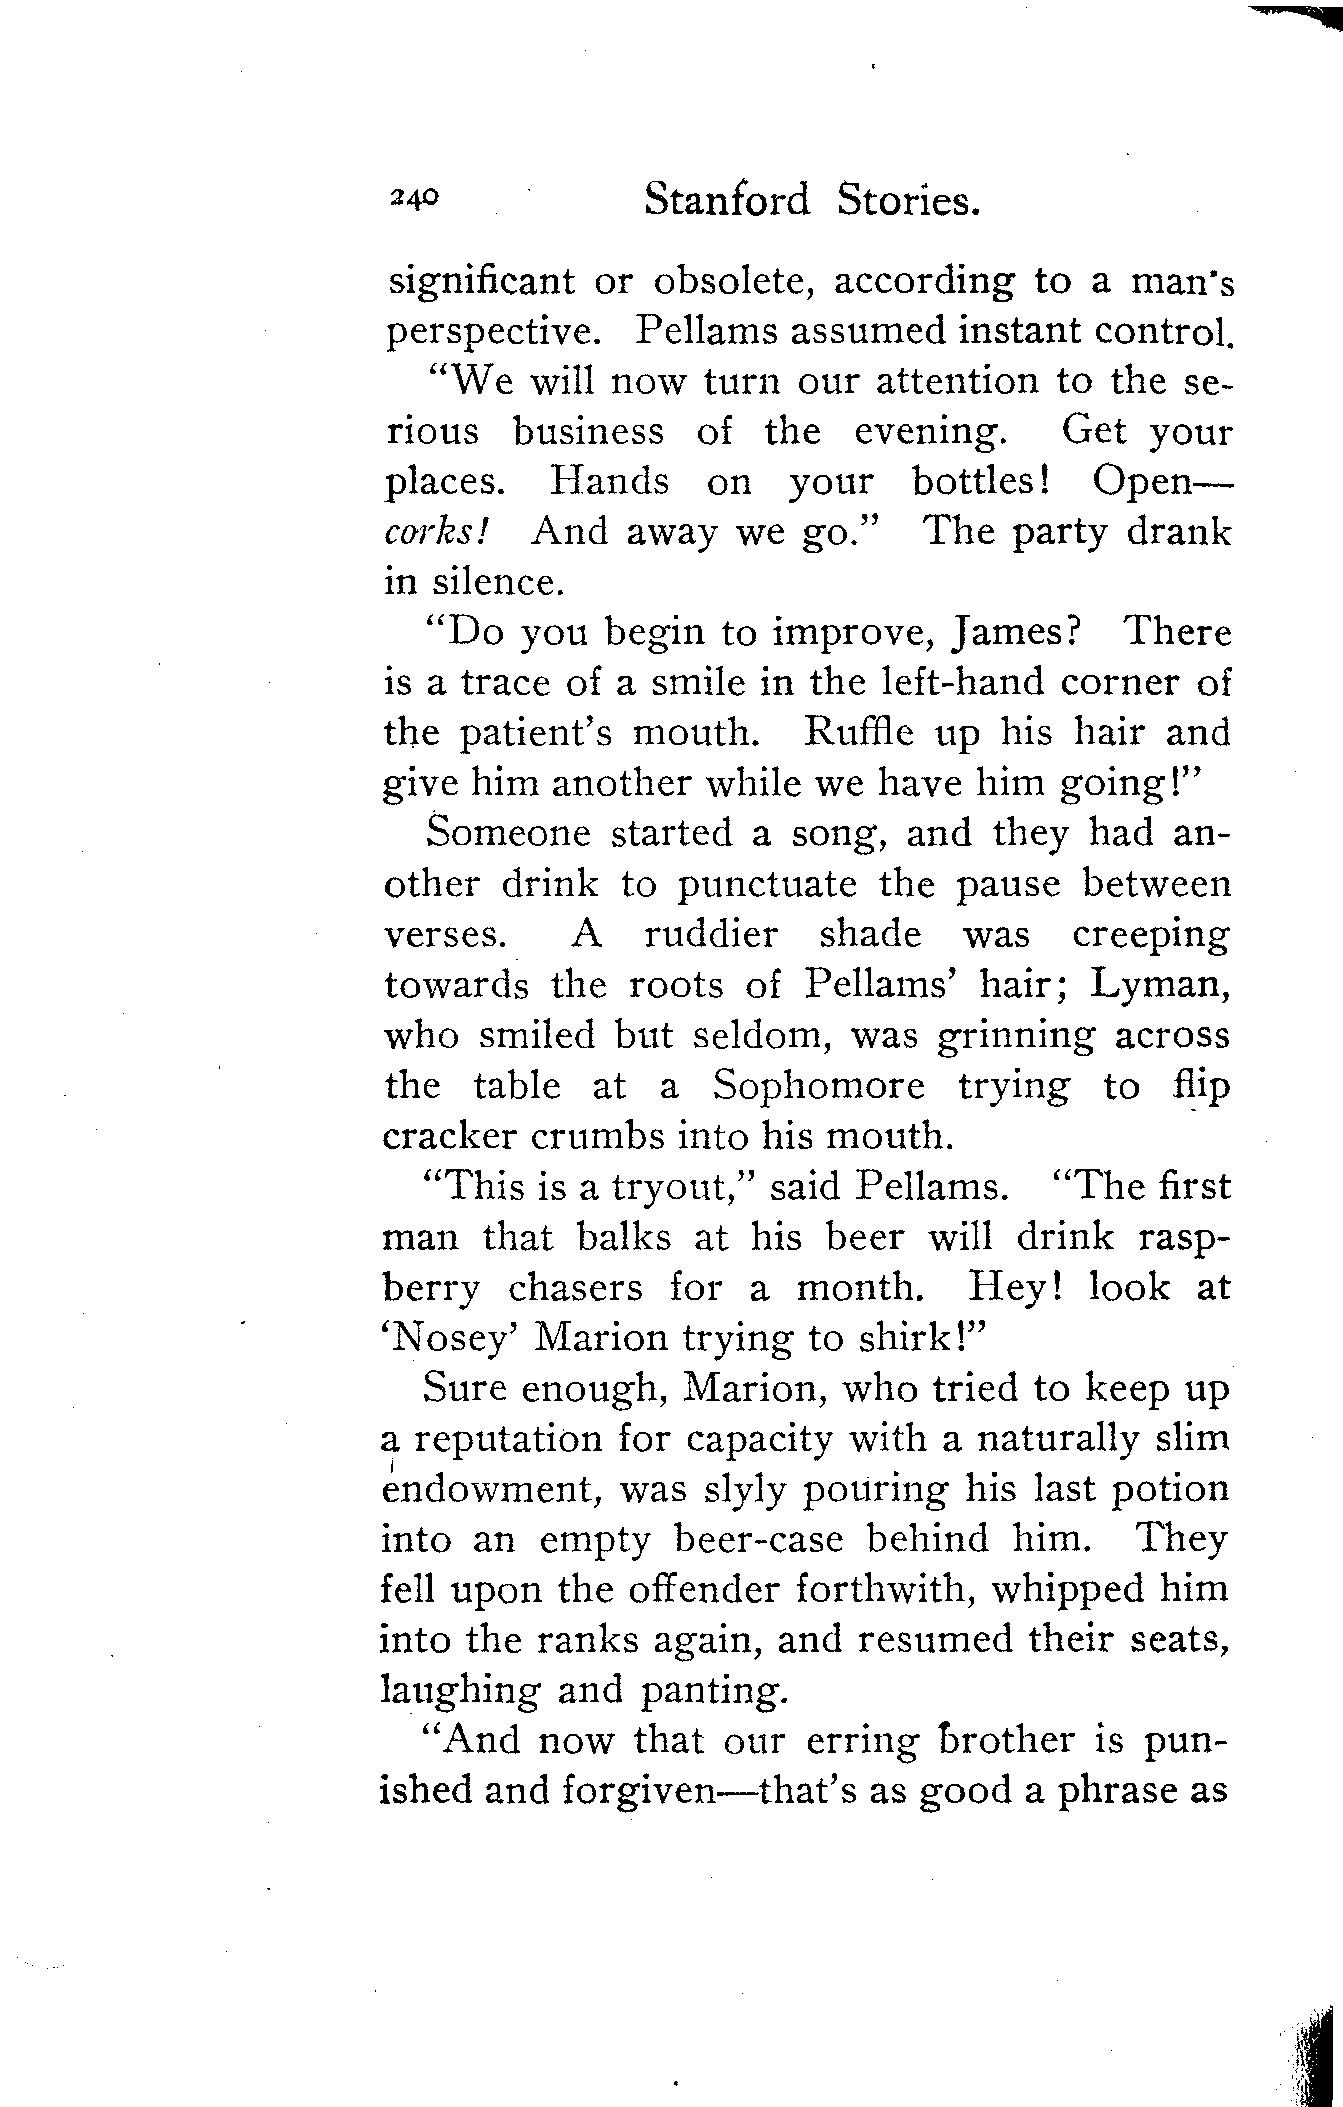 240 Stanford Stories.
significant or obsolete, according to a man's
perspective. Pellams assumed instant control.
“We will now turn our attention to the se-
rious business of the evening. Get your
places. Hands on your bottles! Open—
corks! And away we go.” The party drank
in silence.
“Do you begin to improve, James? There
is a trace of a smile in the left-hand corner of
the patient’s mouth. Ruffle up his hair and
give him another while we have him going!”
Someone started a song, and they had an-
other drink to punctuate the pause between
verses. A ruddier shade was creeping
towards the roots of Pellams’ hair; Lyman,
who smiled but seldom, was grinning across
the table at a Sophomore trying to flip
cracker crumbs into his mouth.
“This is a tryout,” said Pellams. “The first
man that balks at his beer will drink rasp-
berry chasers for a month. Hey! look at
‘Nosey’ Marion trying to shirk!”
Sure enough, Marion, who tried to keep up
a reputation for capacity with a naturally slim
endowment, was slyly pouring his last potion
into an empty beer-case behind him. They
fell upon the offender forthwith, whipped him
into the ranks again, and resumed their seats,
laughing and panting.
“And now that our erring brother is pun-
ished and forgiven—that’s as good a phrase as